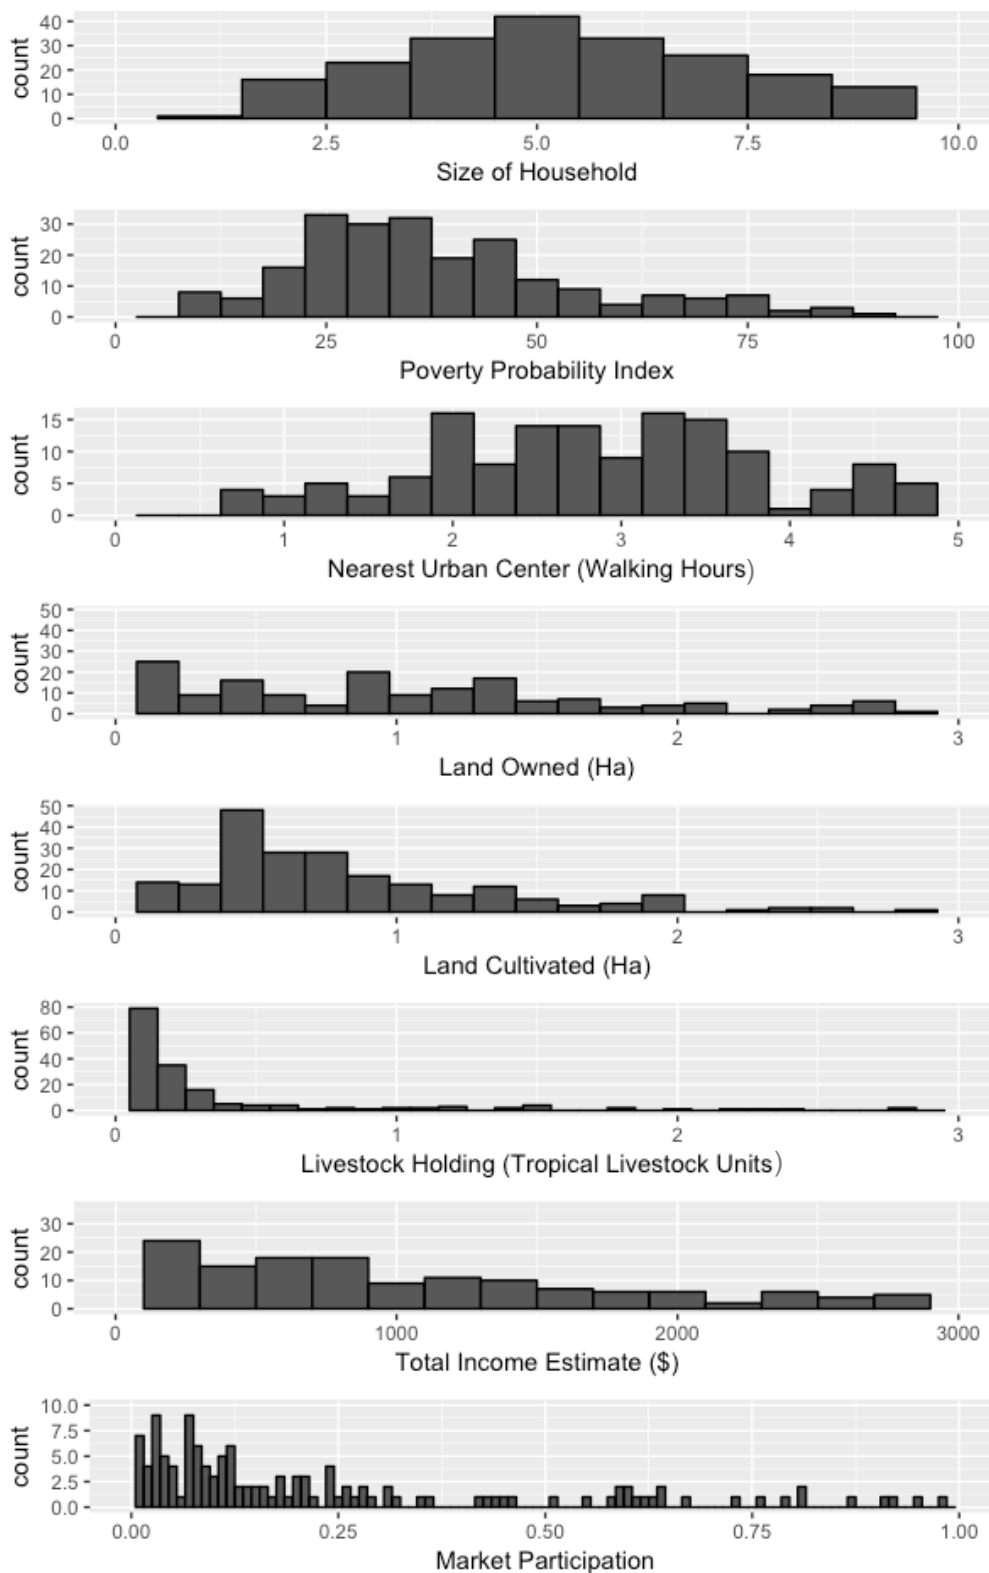 count
40
30
20
10
0
0.0 2.5 5.0 7.5 10.0
Size of Household
count
30
20
10
0
0 25 50 75 100
Poverty Probability Index
count
15
10
5
0
0 1 2 3 4 5
Nearest Urban Center (Walking Hours)
count
50
40
30
20
10
0
0 1 2 3
Land Owned (Ha)
count
50
40
30
20
10
0
0 1 2 3
Land Cultivated (Ha)
count
80
60
40
20
0
0 1 2 3
Livestock Holding (Tropical Livestock Units)
count
30
20
10
0
0 1000 2000 3000
Total Income Estimate ($)
count
10.0
7.5
5.0
2.5
0.0
0.00 0.25 0.50 0.75 1.00
Market Participation